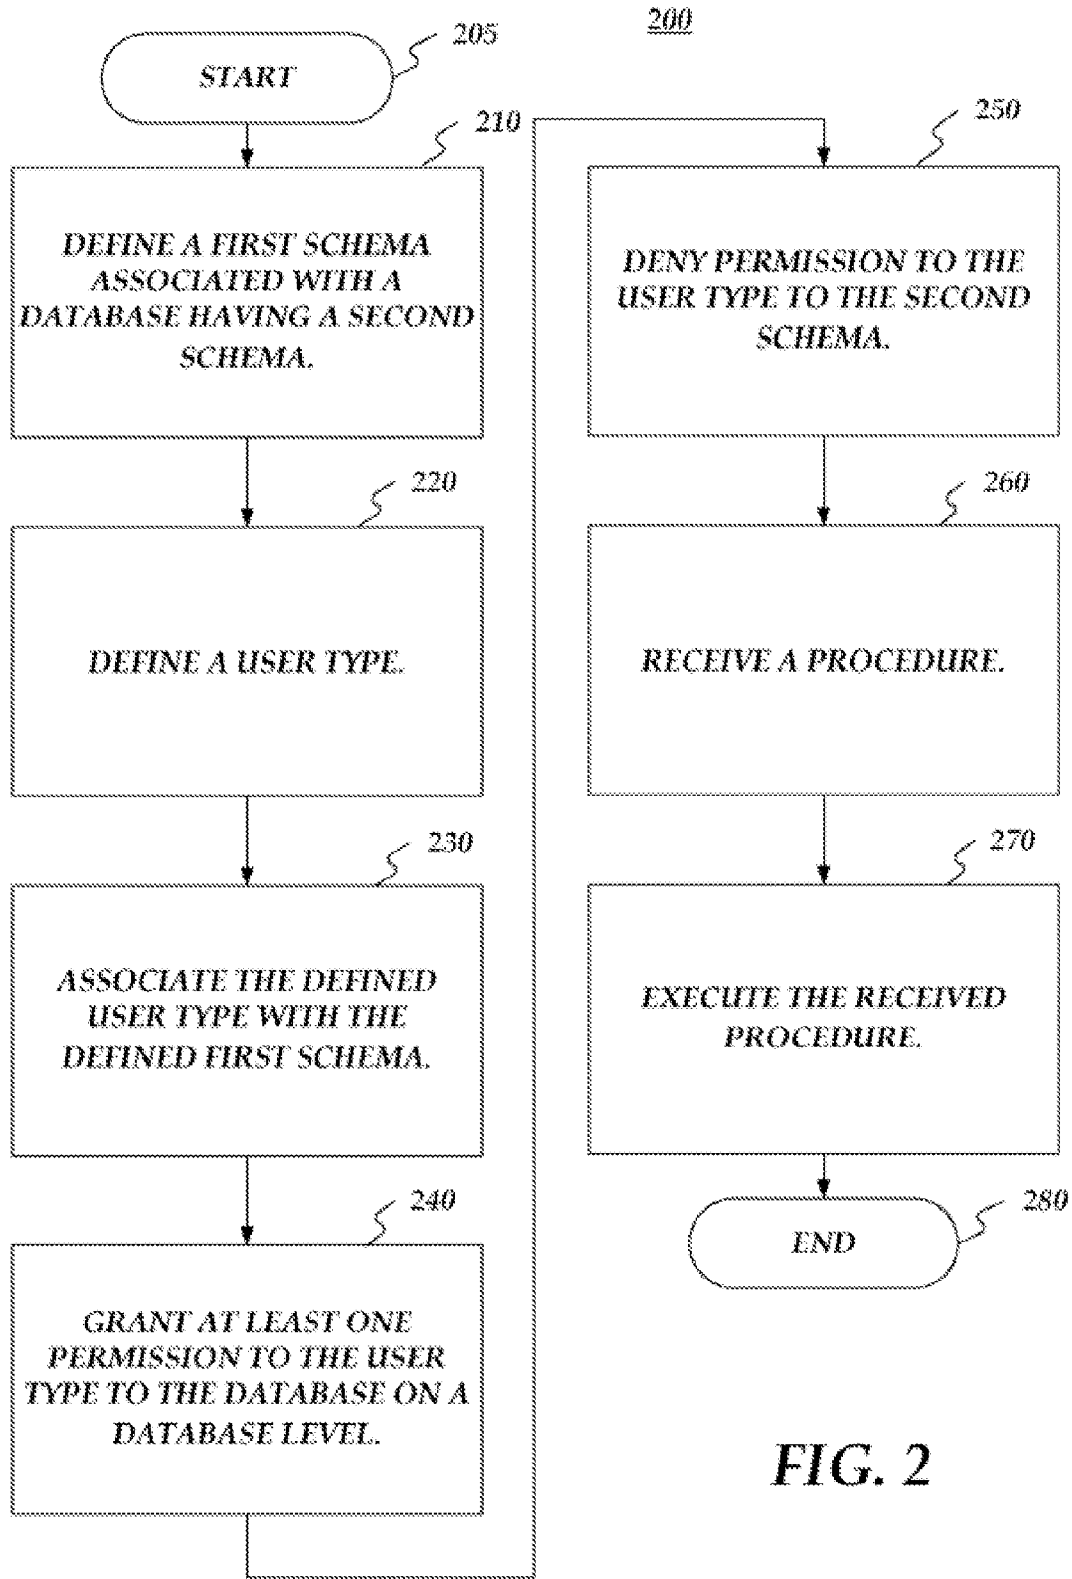 200
START
205
210
DEFINE A FIRST SCHEMA
ASSOCIATED WITH A
DATABASE HAVING A SECOND
SCHEMA.
220
DEFINE A USER TYPE.
230
ASSOCIATE THE DEFINED
USER TYPE WITH THE
DEFINED FIRST SCHEMA.
240
GRANT AT LEAST ONE
PERMISSION TO THE USER
TYPE TO THE DATABASE ON A
DATABASE LEVEL.
250
DENY PERMISSION TO THE
USER TYPE TO THE SECOND
SCHEMA.
260
RECEIVE A PROCEDURE.
270
EXECUTE THE RECEIVED
PROCEDURE.
280
END
FIG. 2